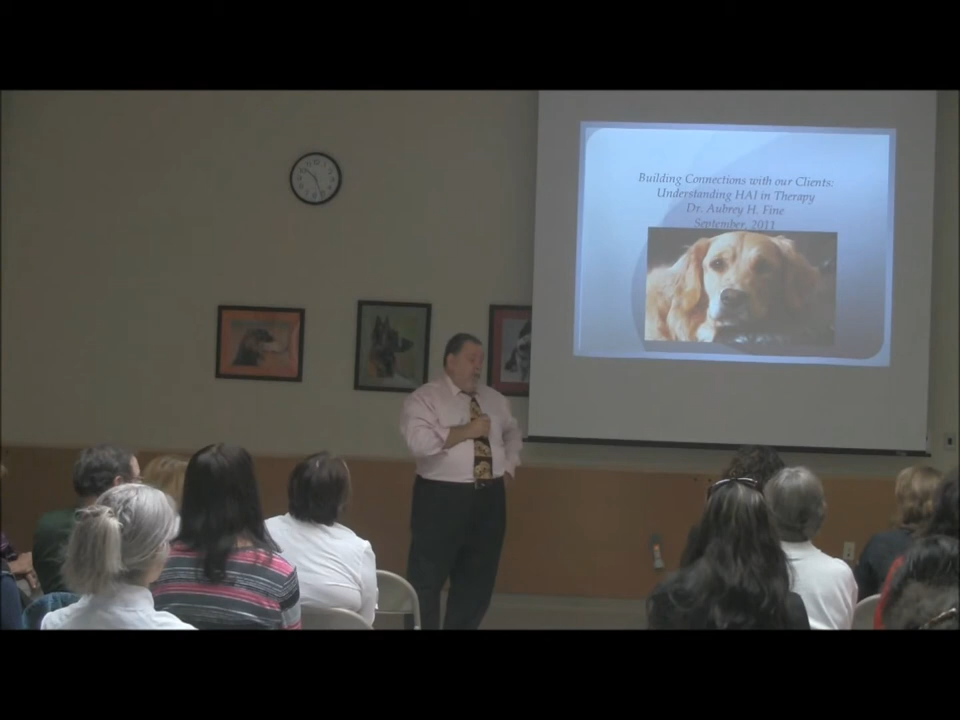 Building Connections with our Clients:
Understanding HAI in Therapy
Dr. Aubrey H. Fine
September, 2011